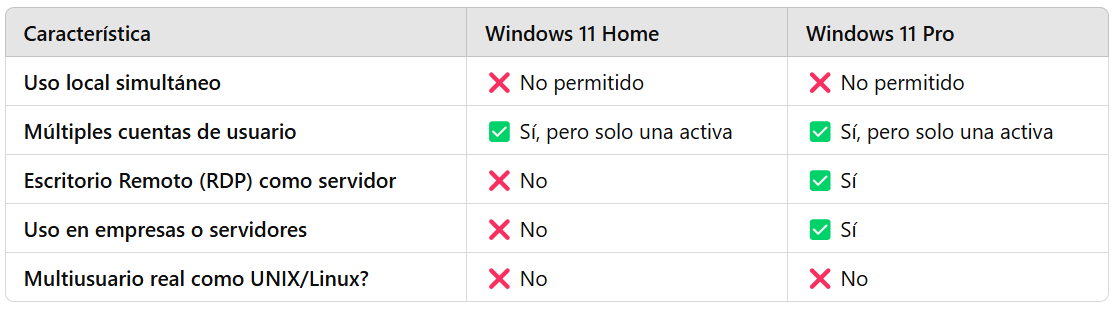 Característica Windows 11 Home Windows 11 Pro
Uso local simultáneo ❌ No permitido ❌ No permitido
Múltiples cuentas de usuario ✅ Sí, pero solo una activa ✅ Sí, pero solo una activa
Escritorio Remoto (RDP) como servidor ❌ No ✅ Sí
Uso en empresas o servidores ❌ No ✅ Sí
Multiusuario real como UNIX/Linux? ❌ No ❌ No